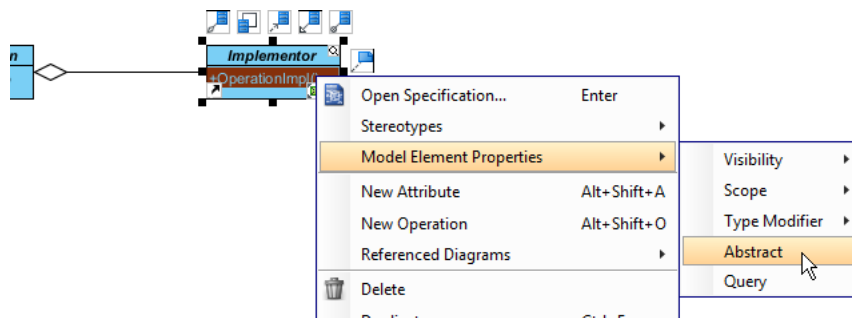 n
Implementor
+OperationImpl()
Open Specification... Enter
Stereotypes
Model Element Properties
Visibility
New Attribute Alt+Shift+A
Scope
New Operation Alt+Shift+O
Type Modifier
Referenced Diagrams
Abstract
Delete
Query